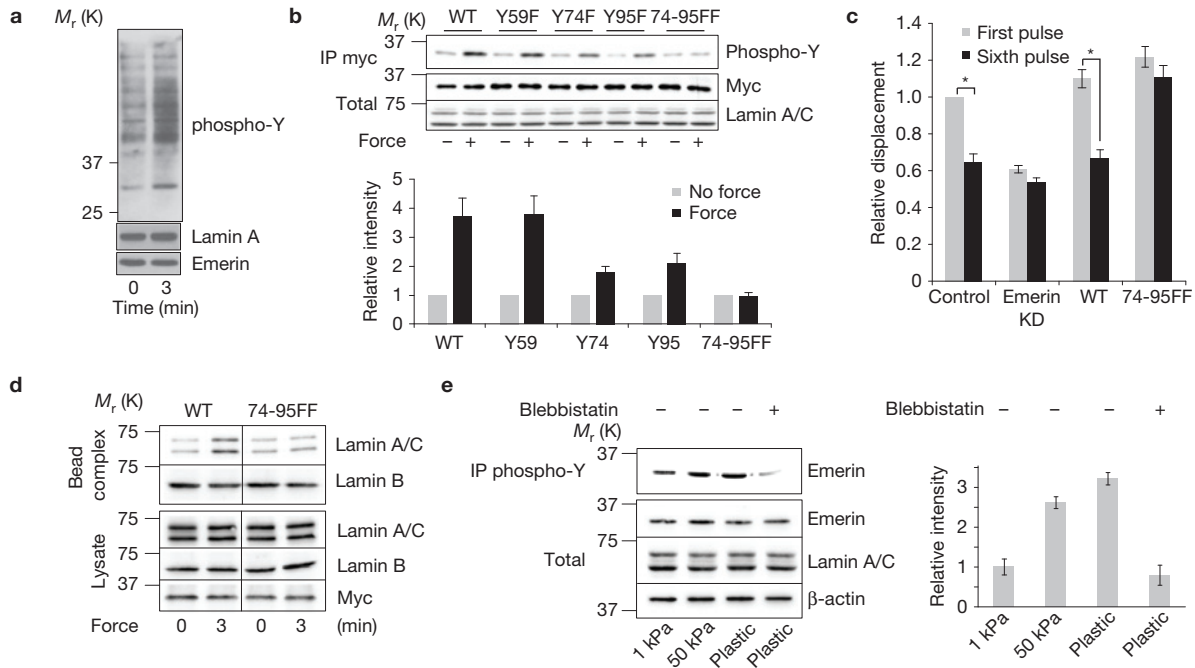 a
Mr (K)
phospho-Y
37
25
Lamin A
Emerin
0 3
Time (min)
b
Mr (K) WT Y59F Y74F Y95F 74-95FF
37
IP myc Phospho-Y
37
Myc
Total 75
Lamin A/C
Force − + − + − + − + − +
5
4
3
2
1
0
Relative intensity
No force
Force
WT Y59 Y74 Y95 74-95FF
c
1.4
1.2
1.0
0.8
0.6
0.4
0.2
0
Relative displacement
First pulse
Sixth pulse
* *
Control Emerin KD WT 74-95FF
d
Mr (K) WT 74-95FF
Bead complex
75
Lamin A/C
75
Lamin B
Lysate
75
Lamin A/C
75
Lamin B
37
Myc
Force 0 3 0 3 (min)
e
Blebbistatin − − − +
Mr (K)
37
IP phospho-Y Emerin
37
Emerin
75
Total Lamin A/C
β-actin
37
1 kPa 50 kPa Plastic Plastic
Blebbistatin − − − +
3
2
1
0
Relative intensity
1 kPa 50 kPa Plastic Plastic